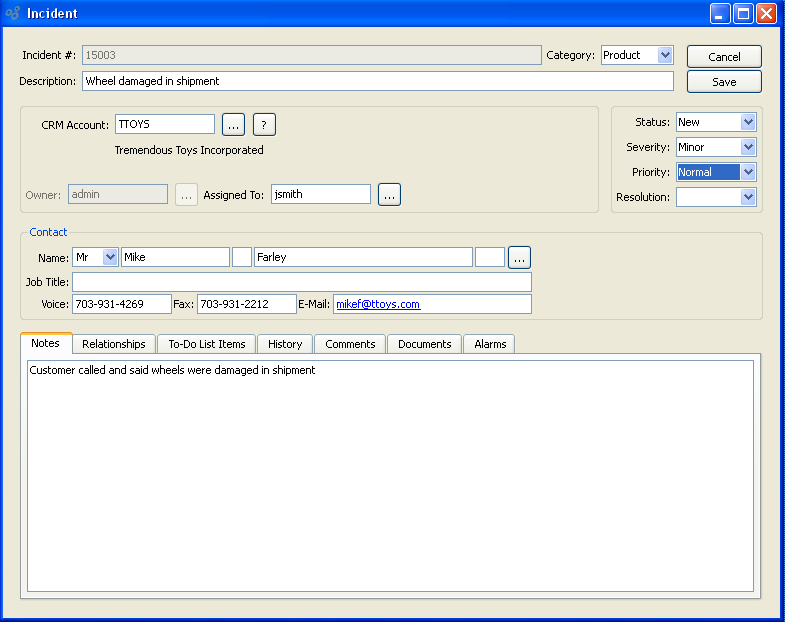 Incident
Incident #: 15003 Category: Product Cancel
Description: Wheel damaged in shipment Save
CRM Account: TTOYS ... ?
Tremendous Toys Incorporated
Owner: admin ... Assigned To: jsmith ...
Status: New
Severity: Minor
Priority: Normal
Resolution:
Contact
Name: Mr Mike Farley ...
Job Title:
Voice: 703-931-4269 Fax: 703-931-2212 E-Mail: mikef@ttoys.com
Notes Relationships To-Do List Items History Comments Documents Alarms
Customer called and said wheels were damaged in shipment